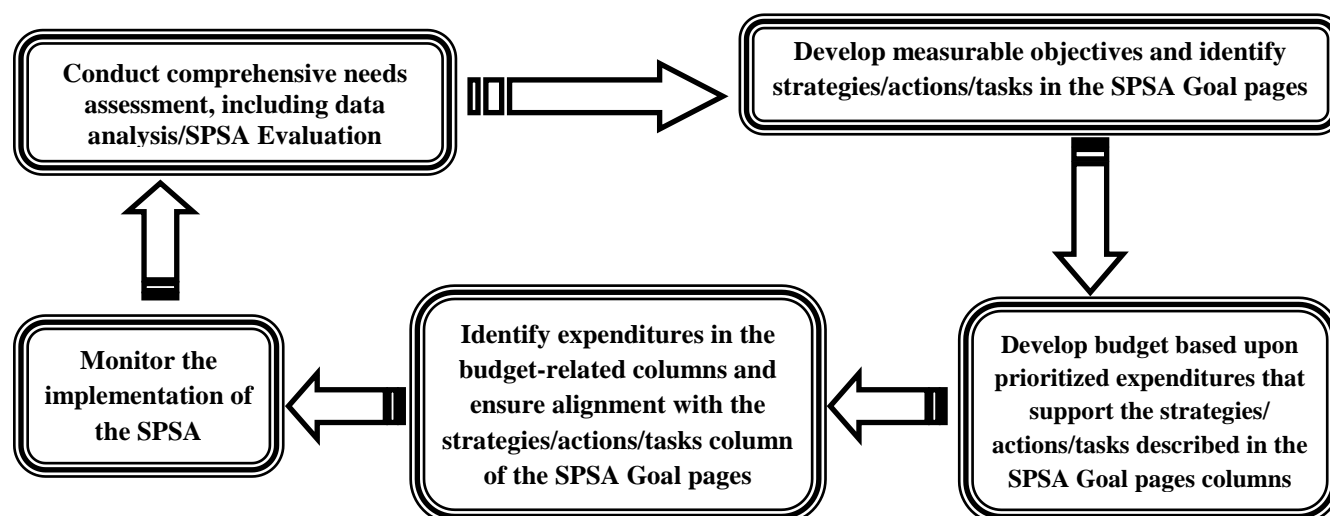 Conduct comprehensive needs
assessment, including data
analysis/SPSA Evaluation
Develop measurable objectives and identify
strategies/actions/tasks in the SPSA Goal pages
Develop budget based upon
prioritized expenditures that
support the strategies/
actions/tasks described in the
SPSA Goal pages columns
Identify expenditures in the
budget-related columns and
ensure alignment with the
strategies/actions/tasks column
of the SPSA Goal pages
Monitor the
implementation of
the SPSA